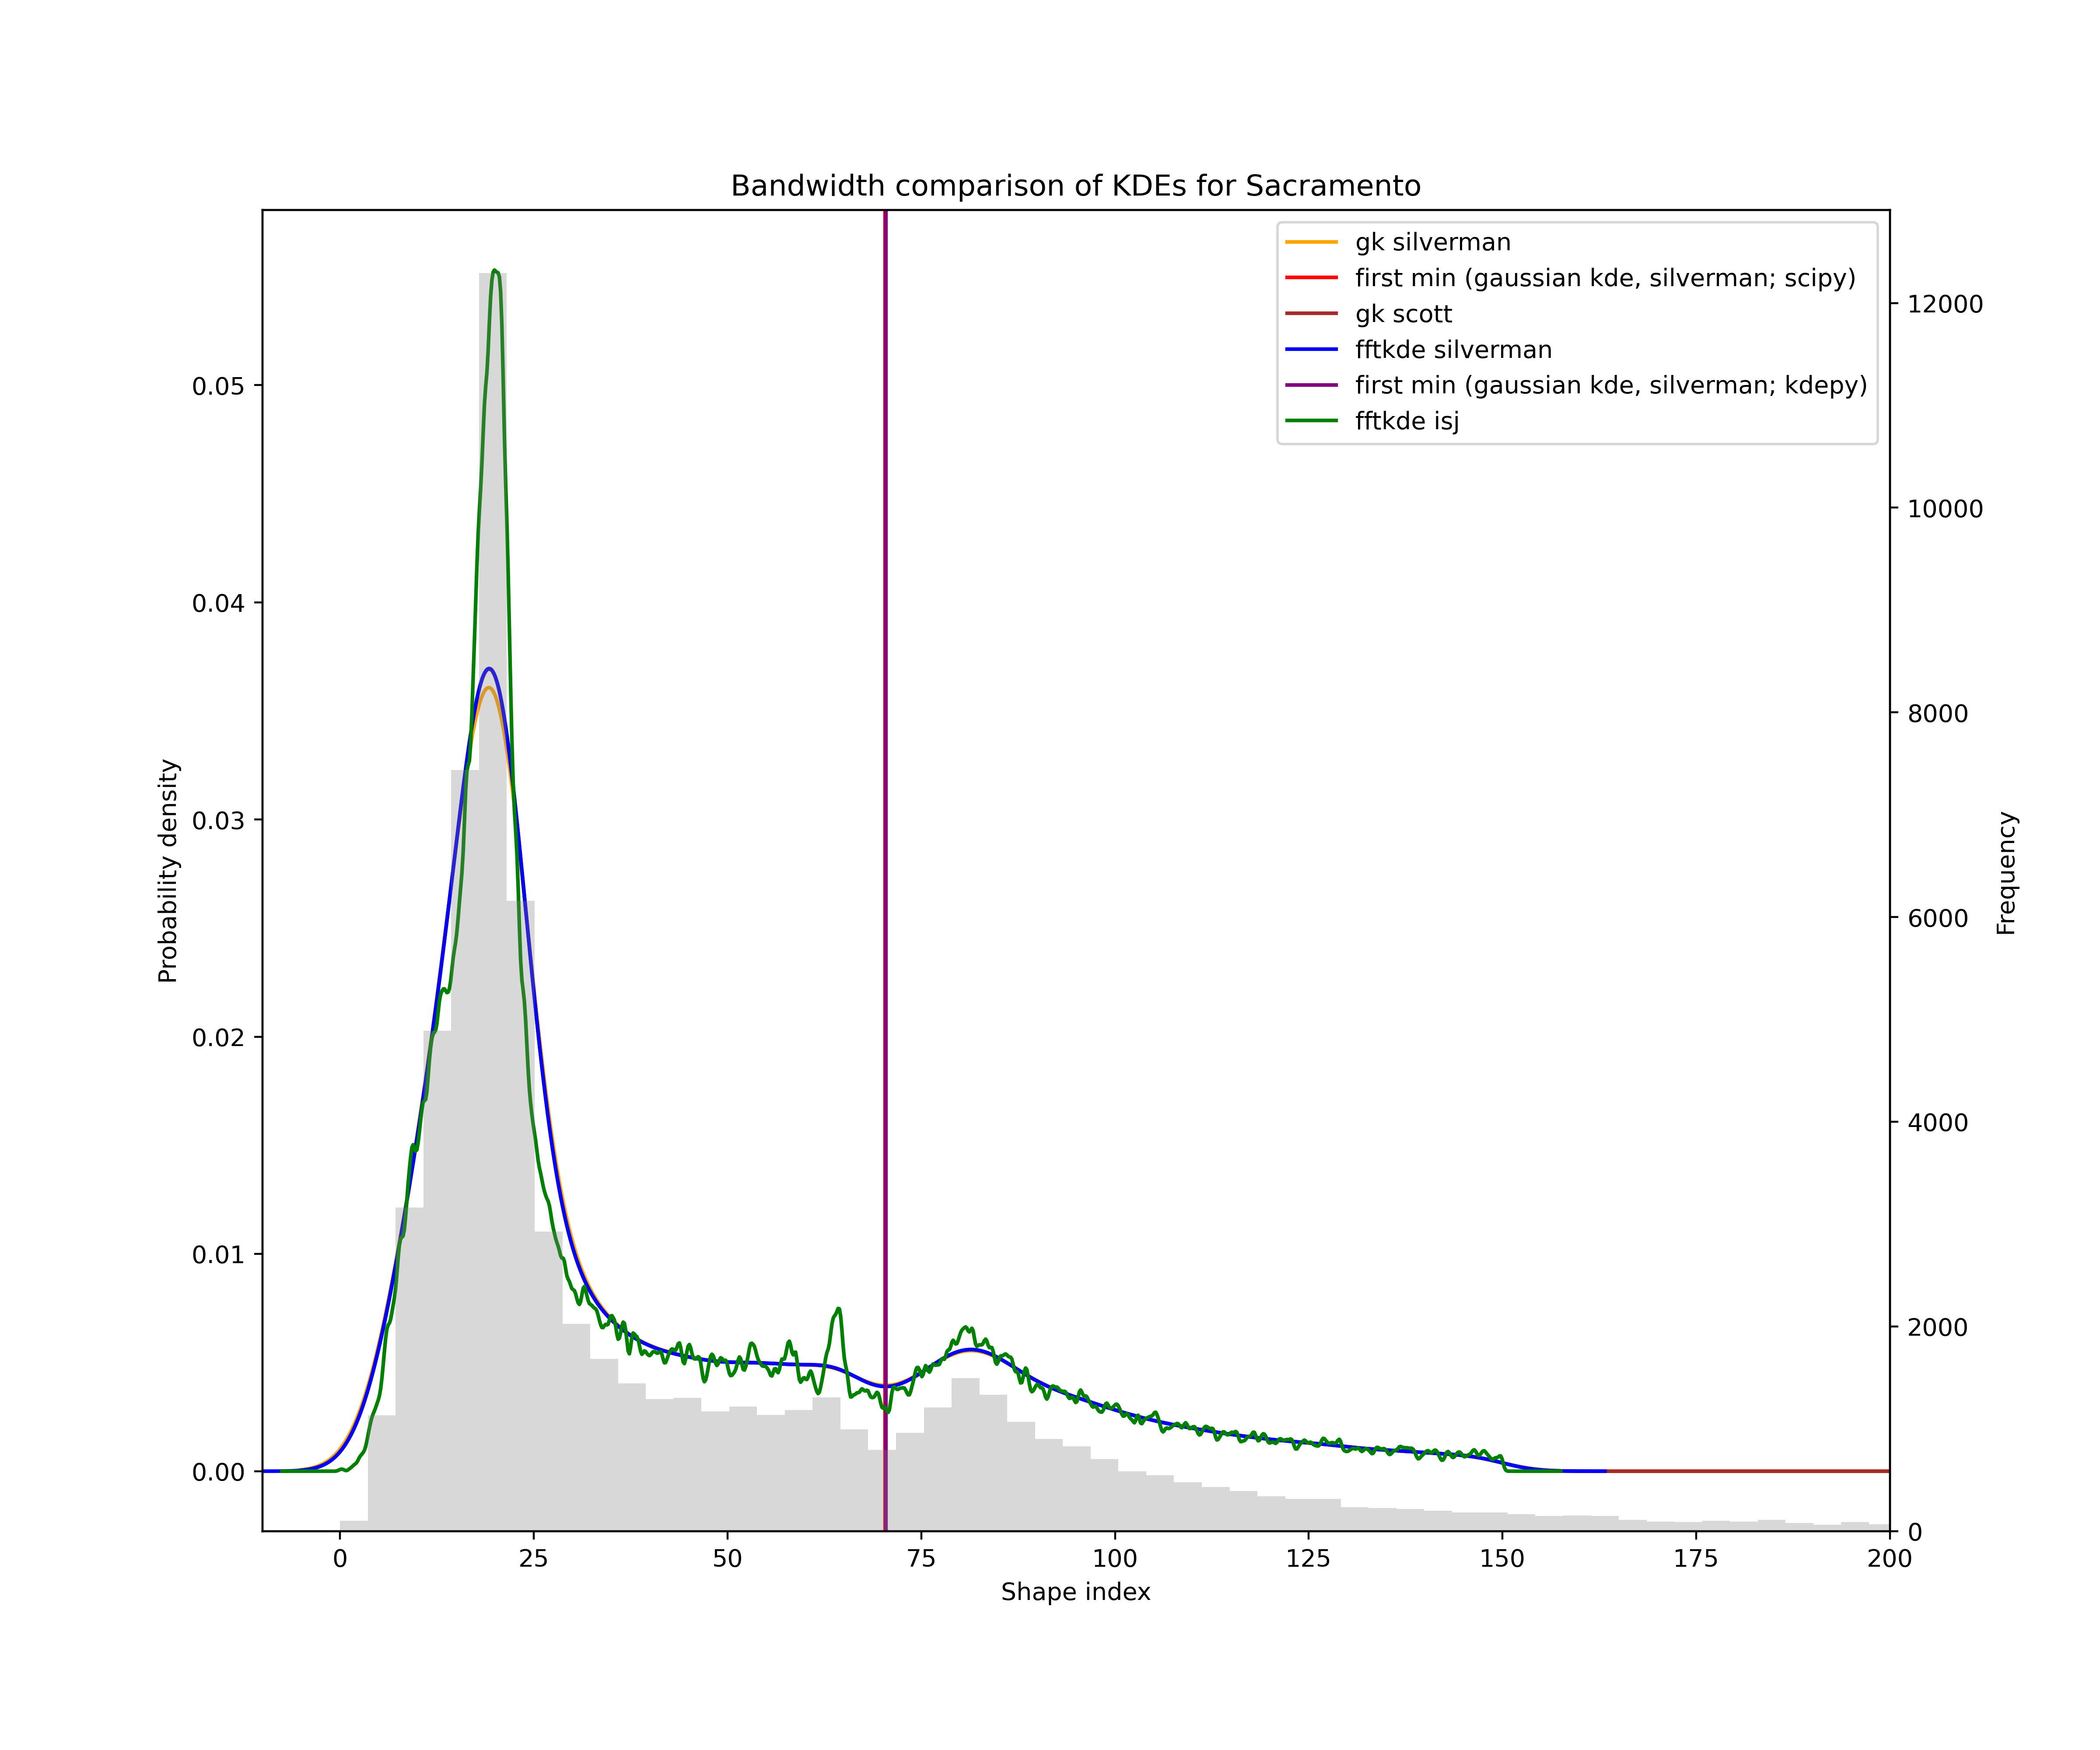 Bandwidth comparison of KDEs for Sacramento
gk silverman
first min (gaussian kde, silverman; scipy)
gk scott
fftkde silverman
first min (gaussian kde, silverman; kdepy)
fftkde isj
0.05
0.04
0.03
0.02
0.01
0.00
Probability density
12000
10000
8000
6000
4000
2000
0
Frequency
0 25 50 75 100 125 150 175 200
Shape index